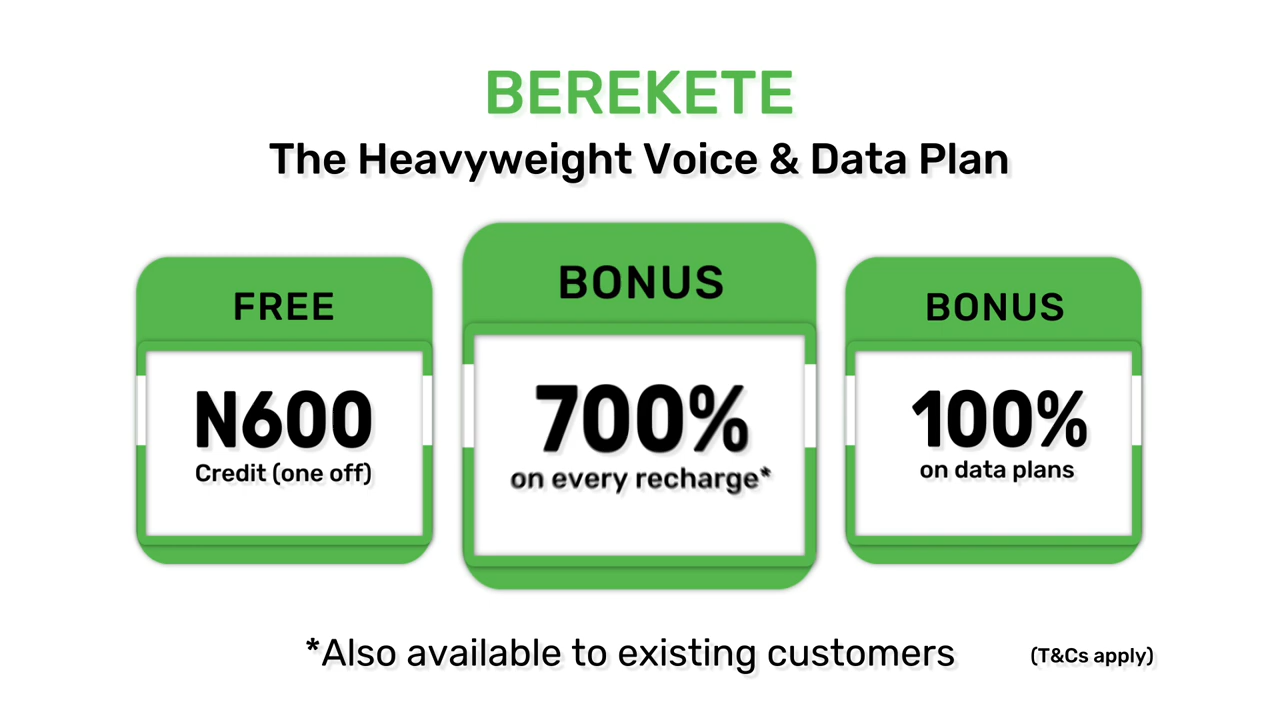 BEREKETE
The Heavyweight Voice & Data Plan
FREE
N600
Credit (one off)
BONUS
700%
on every recharge*
BONUS
100%
on data plans
*Also available to existing customers
(T&Cs apply)